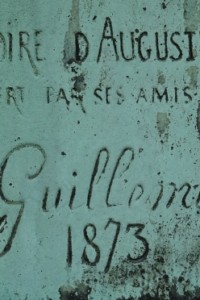 OIRE D'AUGUST
ERT PAR SES AMIS
Guillem
1873